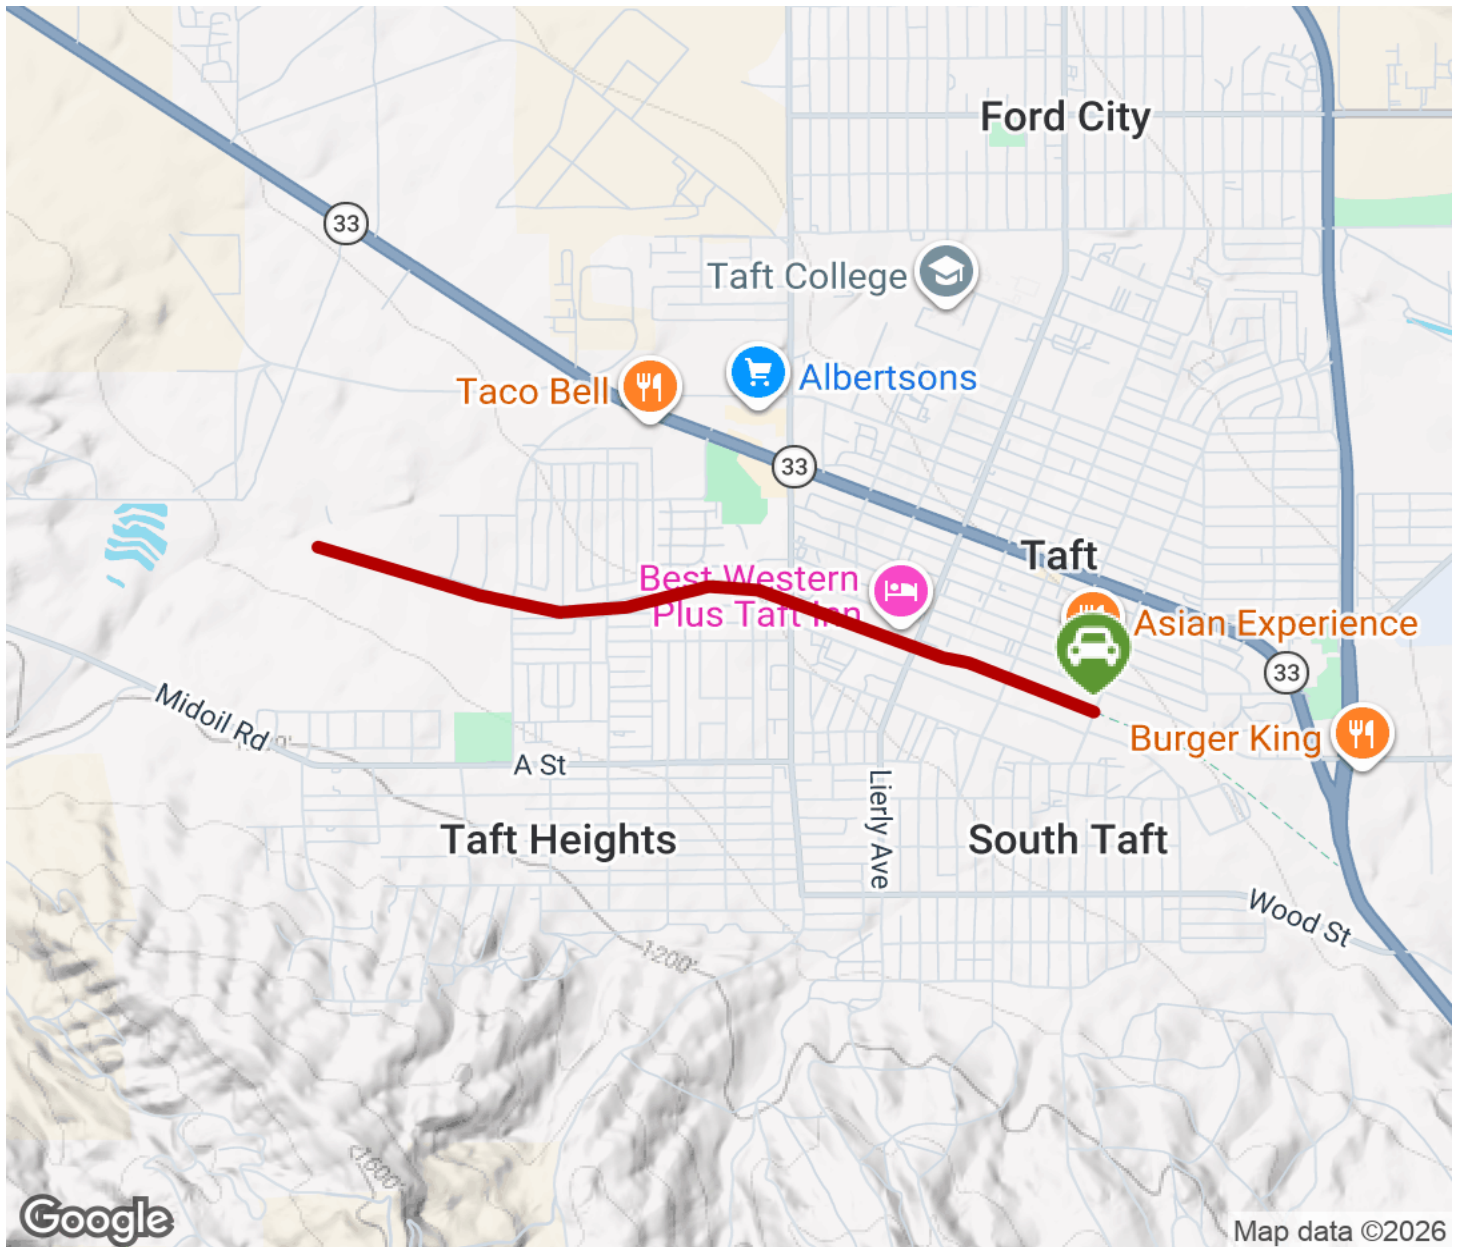 Ford City
33
Taft College
Taco Bell
Albertsons
33
Taft
Best Western
Plus Taft Inn
Asian Experience
33
Midoil Rd
Burger King
A St
Lierly Ave
Taft Heights
South Taft
Wood St
1200'
1600'
Google
Map data ©2026